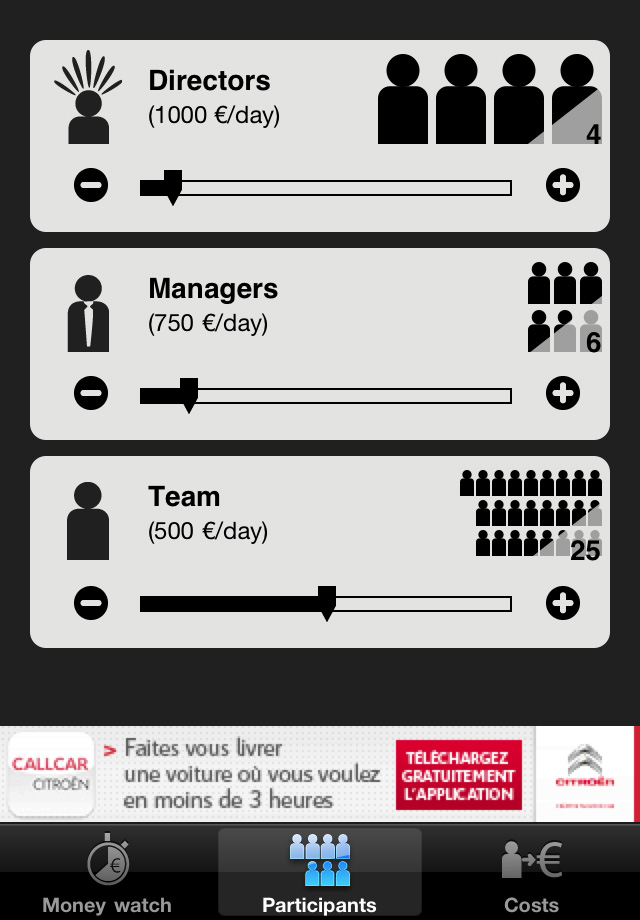 Directors
(1000 €/day)
4
Managers
(750 €/day)
6
Team
(500 €/day)
25
CALLCAR
CITROËN
> Faites vous livrer
une voiture où vous voulez
en moins de 3 heures
TÉLÉCHARGEZ
GRATUITEMENT
L'APPLICATION
CITROËN
€
Money watch
Participants
€
Costs